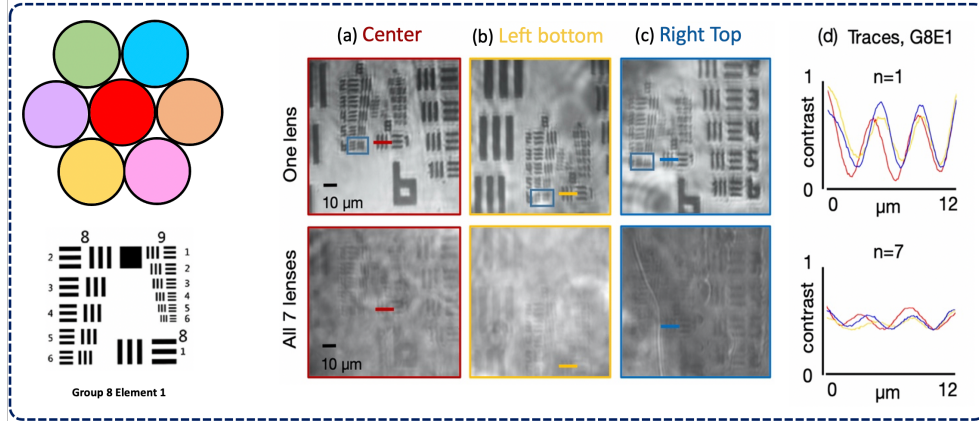 (a) Center
(b) Left bottom
(c) Right Top
(d) Traces, G8E1
One lens
10 µm
n=1
1
contrast
0
0
µm
12
8
9
2
3
4
5
6
1
2
3
4
5
6
8
1
Group 8 Element 1
All 7 lenses
10 µm
n=7
1
contrast
0
0
µm
12